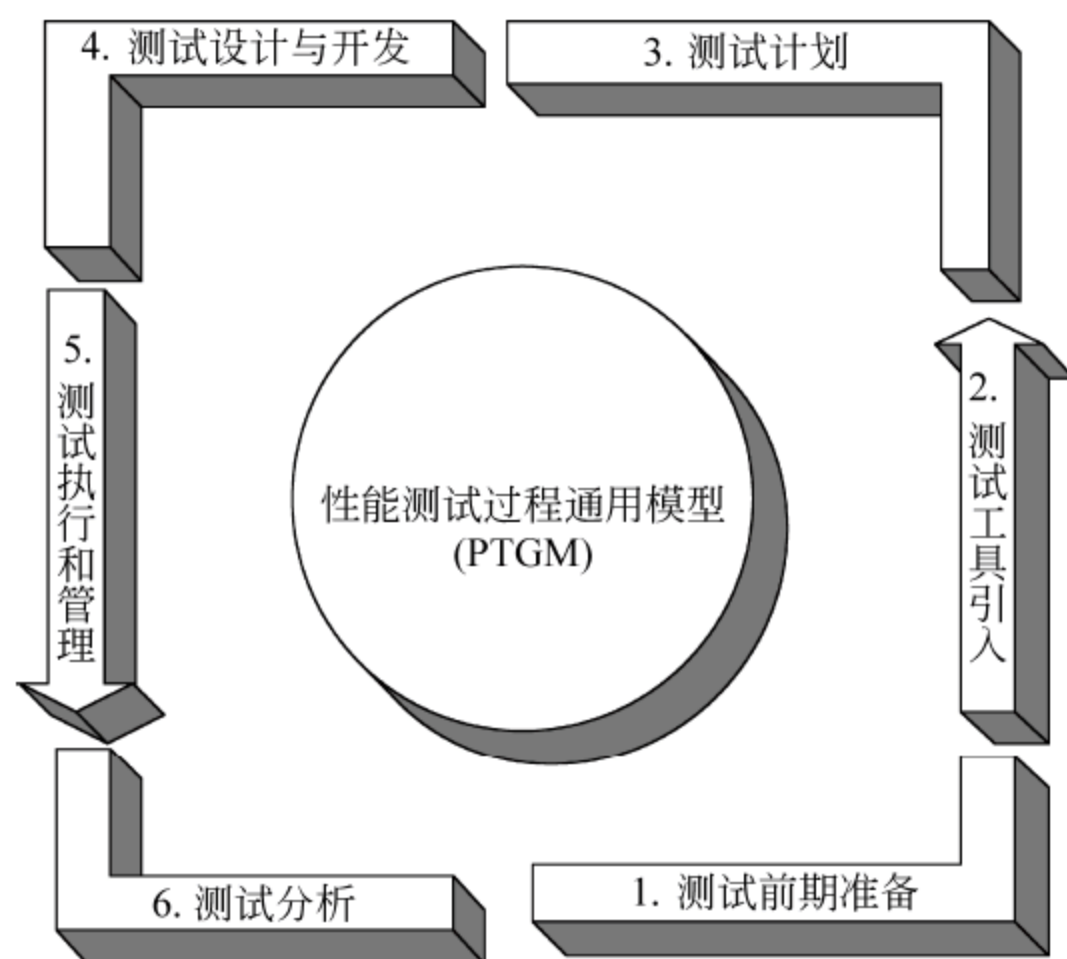 4. 测试设计与开发
3. 测试计划
5. 测试执行和管理
2. 测试工具引入
性能测试过程通用模型
(PTGM)
6. 测试分析
1. 测试前期准备